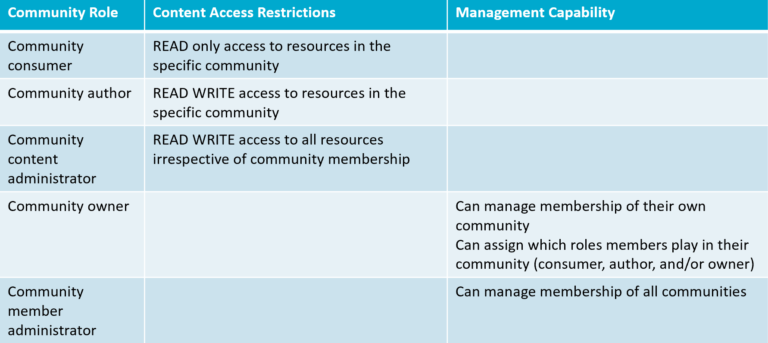 Community Role Content Access Restrictions Management Capability
Community
consumer
READ only access to resources in the
specific community
Community author
READ WRITE access to resources in the
specific community
Community
content
administrator
READ WRITE access to all resources
irrespective of community membership
Community owner
Can manage membership of their own
community
Can assign which roles members play in their
community (consumer, author, and/or owner)
Community
member
administrator
Can manage membership of all communities